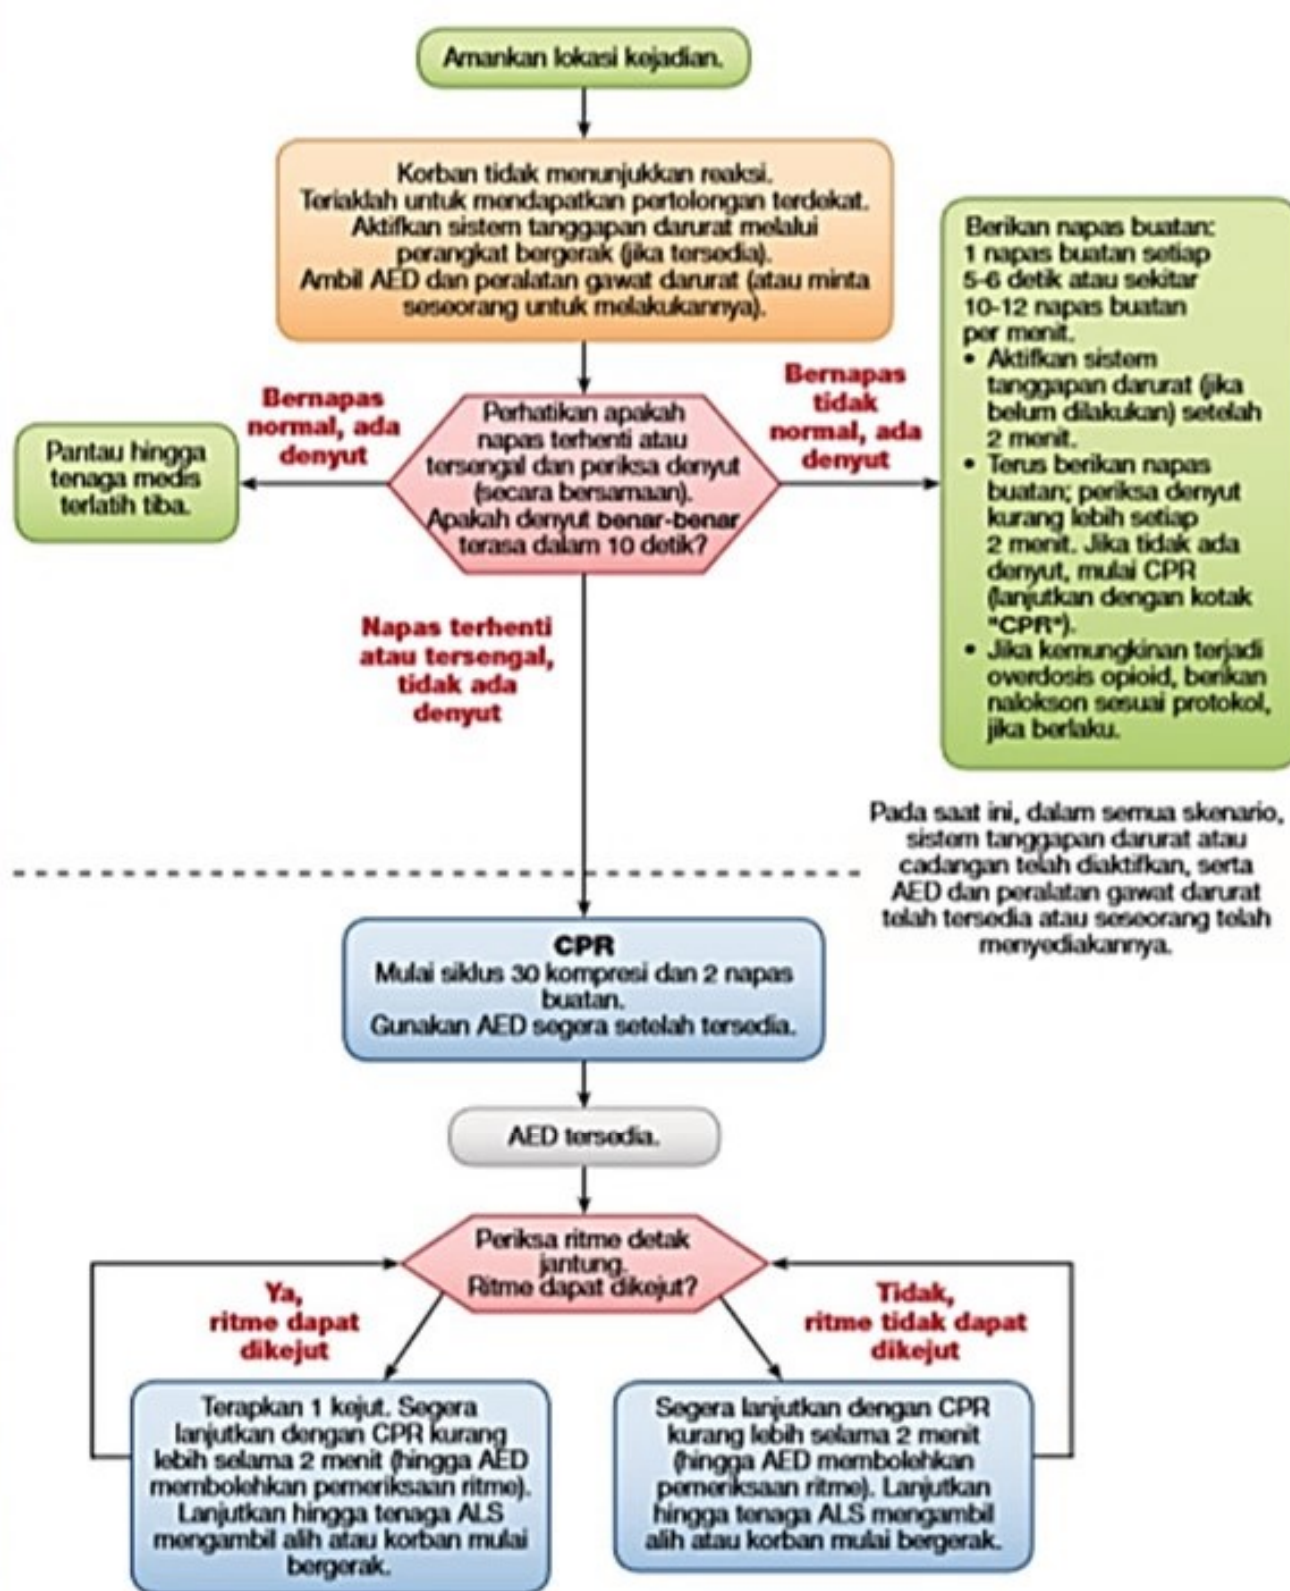 Amankan lokasi kejadian.
Korban tidak menunjukkan reaksi.
Teriaklah untuk mendapatkan pertolongan terdekat.
Aktifkan sistem tanggapan darurat melalui
perangkat bergerak (jika tersedia).
Ambil AED dan peralatan gawat darurat (atau minta
seseorang untuk melakukannya).
Perhatikan apakah
napas terhenti atau
tersengal dan periksa denyut
(secara bersamaan).
Apakah denyut benar-benar
terasa dalam 10 detik?
Bernapas
normal, ada
denyut
Pantau hingga
tenaga medis
terlatih tiba.
Bernapas
tidak
normal, ada
denyut
Berikan napas buatan:
1 napas buatan setiap
5-6 detik atau sekitar
10-12 napas buatan
per menit.
• Aktifkan sistem
tanggapan darurat (jika
belum dilakukan) setelah
2 menit.
• Terus berikan napas
buatan; periksa denyut
kurang lebih setiap
2 menit. Jika tidak ada
denyut, mulai CPR
(lanjutkan dengan kotak
"CPR").
• Jika kemungkinan terjadi
overdosis opioid, berikan
nalokson sesuai protokol,
jika berlaku.
Napas terhenti
atau tersengal,
tidak ada
denyut
Pada saat ini, dalam semua skenario,
sistem tanggapan darurat atau
cadangan telah diaktifkan, serta
AED dan peralatan gawat darurat
telah tersedia atau seseorang telah
menyediakannya.
CPR
Mulai siklus 30 kompresi dan 2 napas
buatan.
Gunakan AED segera setelah tersedia.
AED tersedia.
Periksa ritme detak
jantung.
Ritme dapat dikejut?
Ya,
ritme dapat
dikejut
Terapkan 1 kejut. Segera
lanjutkan dengan CPR kurang
lebih selama 2 menit (hingga AED
membolehkan pemeriksaan ritme).
Lanjutkan hingga tenaga ALS
mengambil alih atau korban mulai
bergerak.
Tidak,
ritme tidak dapat
dikejut
Segera lanjutkan dengan CPR
kurang lebih selama 2 menit
(hingga AED membolehkan
pemeriksaan ritme). Lanjutkan
hingga tenaga ALS mengambil
alih atau korban mulai bergerak.